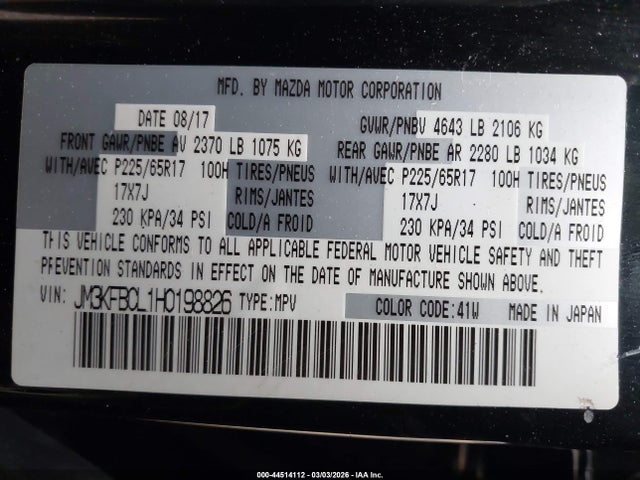 MFD. BY MAZDA MOTOR CORPORATION
DATE 08/17 GVWR/PNBV 4643 LB 2106 KG
FRONT GAWR/PNBE AV 2370 LB 1075 KG REAR GAWR/PNBE AR 2280 LB 1034 KG
WITH/AVEC P225/65R17 100H TIRES/PNEUS WITH/AVEC P225/65R17 100H TIRES/PNEUS
17X7J RIMS/JANTES 17X7J RIMS/JANTES
230 KPA/34 PSI COLD/A FROID 230 KPA/34 PSI COLD/A FROID
THIS VEHICLE CONFORMS TO ALL APPLICABLE FEDERAL MOTOR VEHICLE SAFETY AND THEFT
PREVENTION STANDARDS IN EFFECT ON THE DATE OF MANUFACTURE SHOWN ABOVE.
VIN: JM3KFBCL1H0198826 TYPE:MPV COLOR CODE:41W MADE IN JAPAN
000-44514112 - 03/03/2026 - IAA Inc.